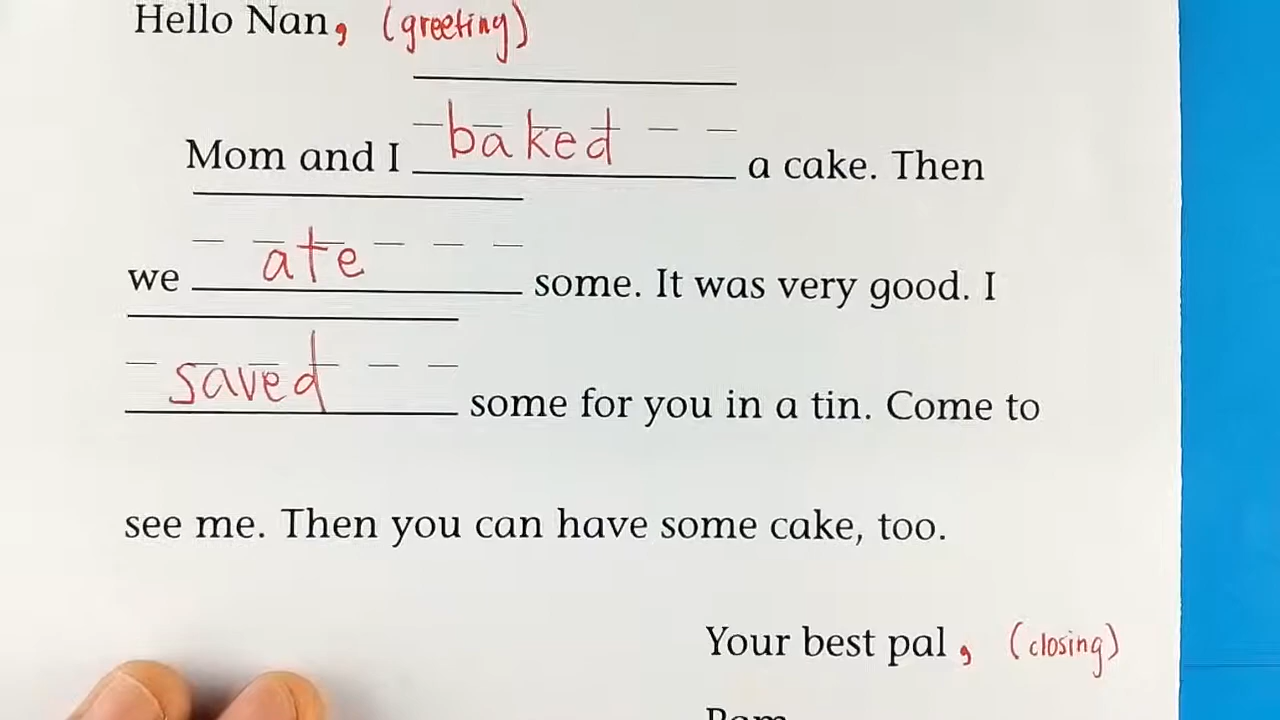 Hello Nan, (greeting)
Mom and I baked a cake. Then
we ate some. It was very good. I
saved some for you in a tin. Come to
see me. Then you can have some cake, too.
Your best pal, (closing)